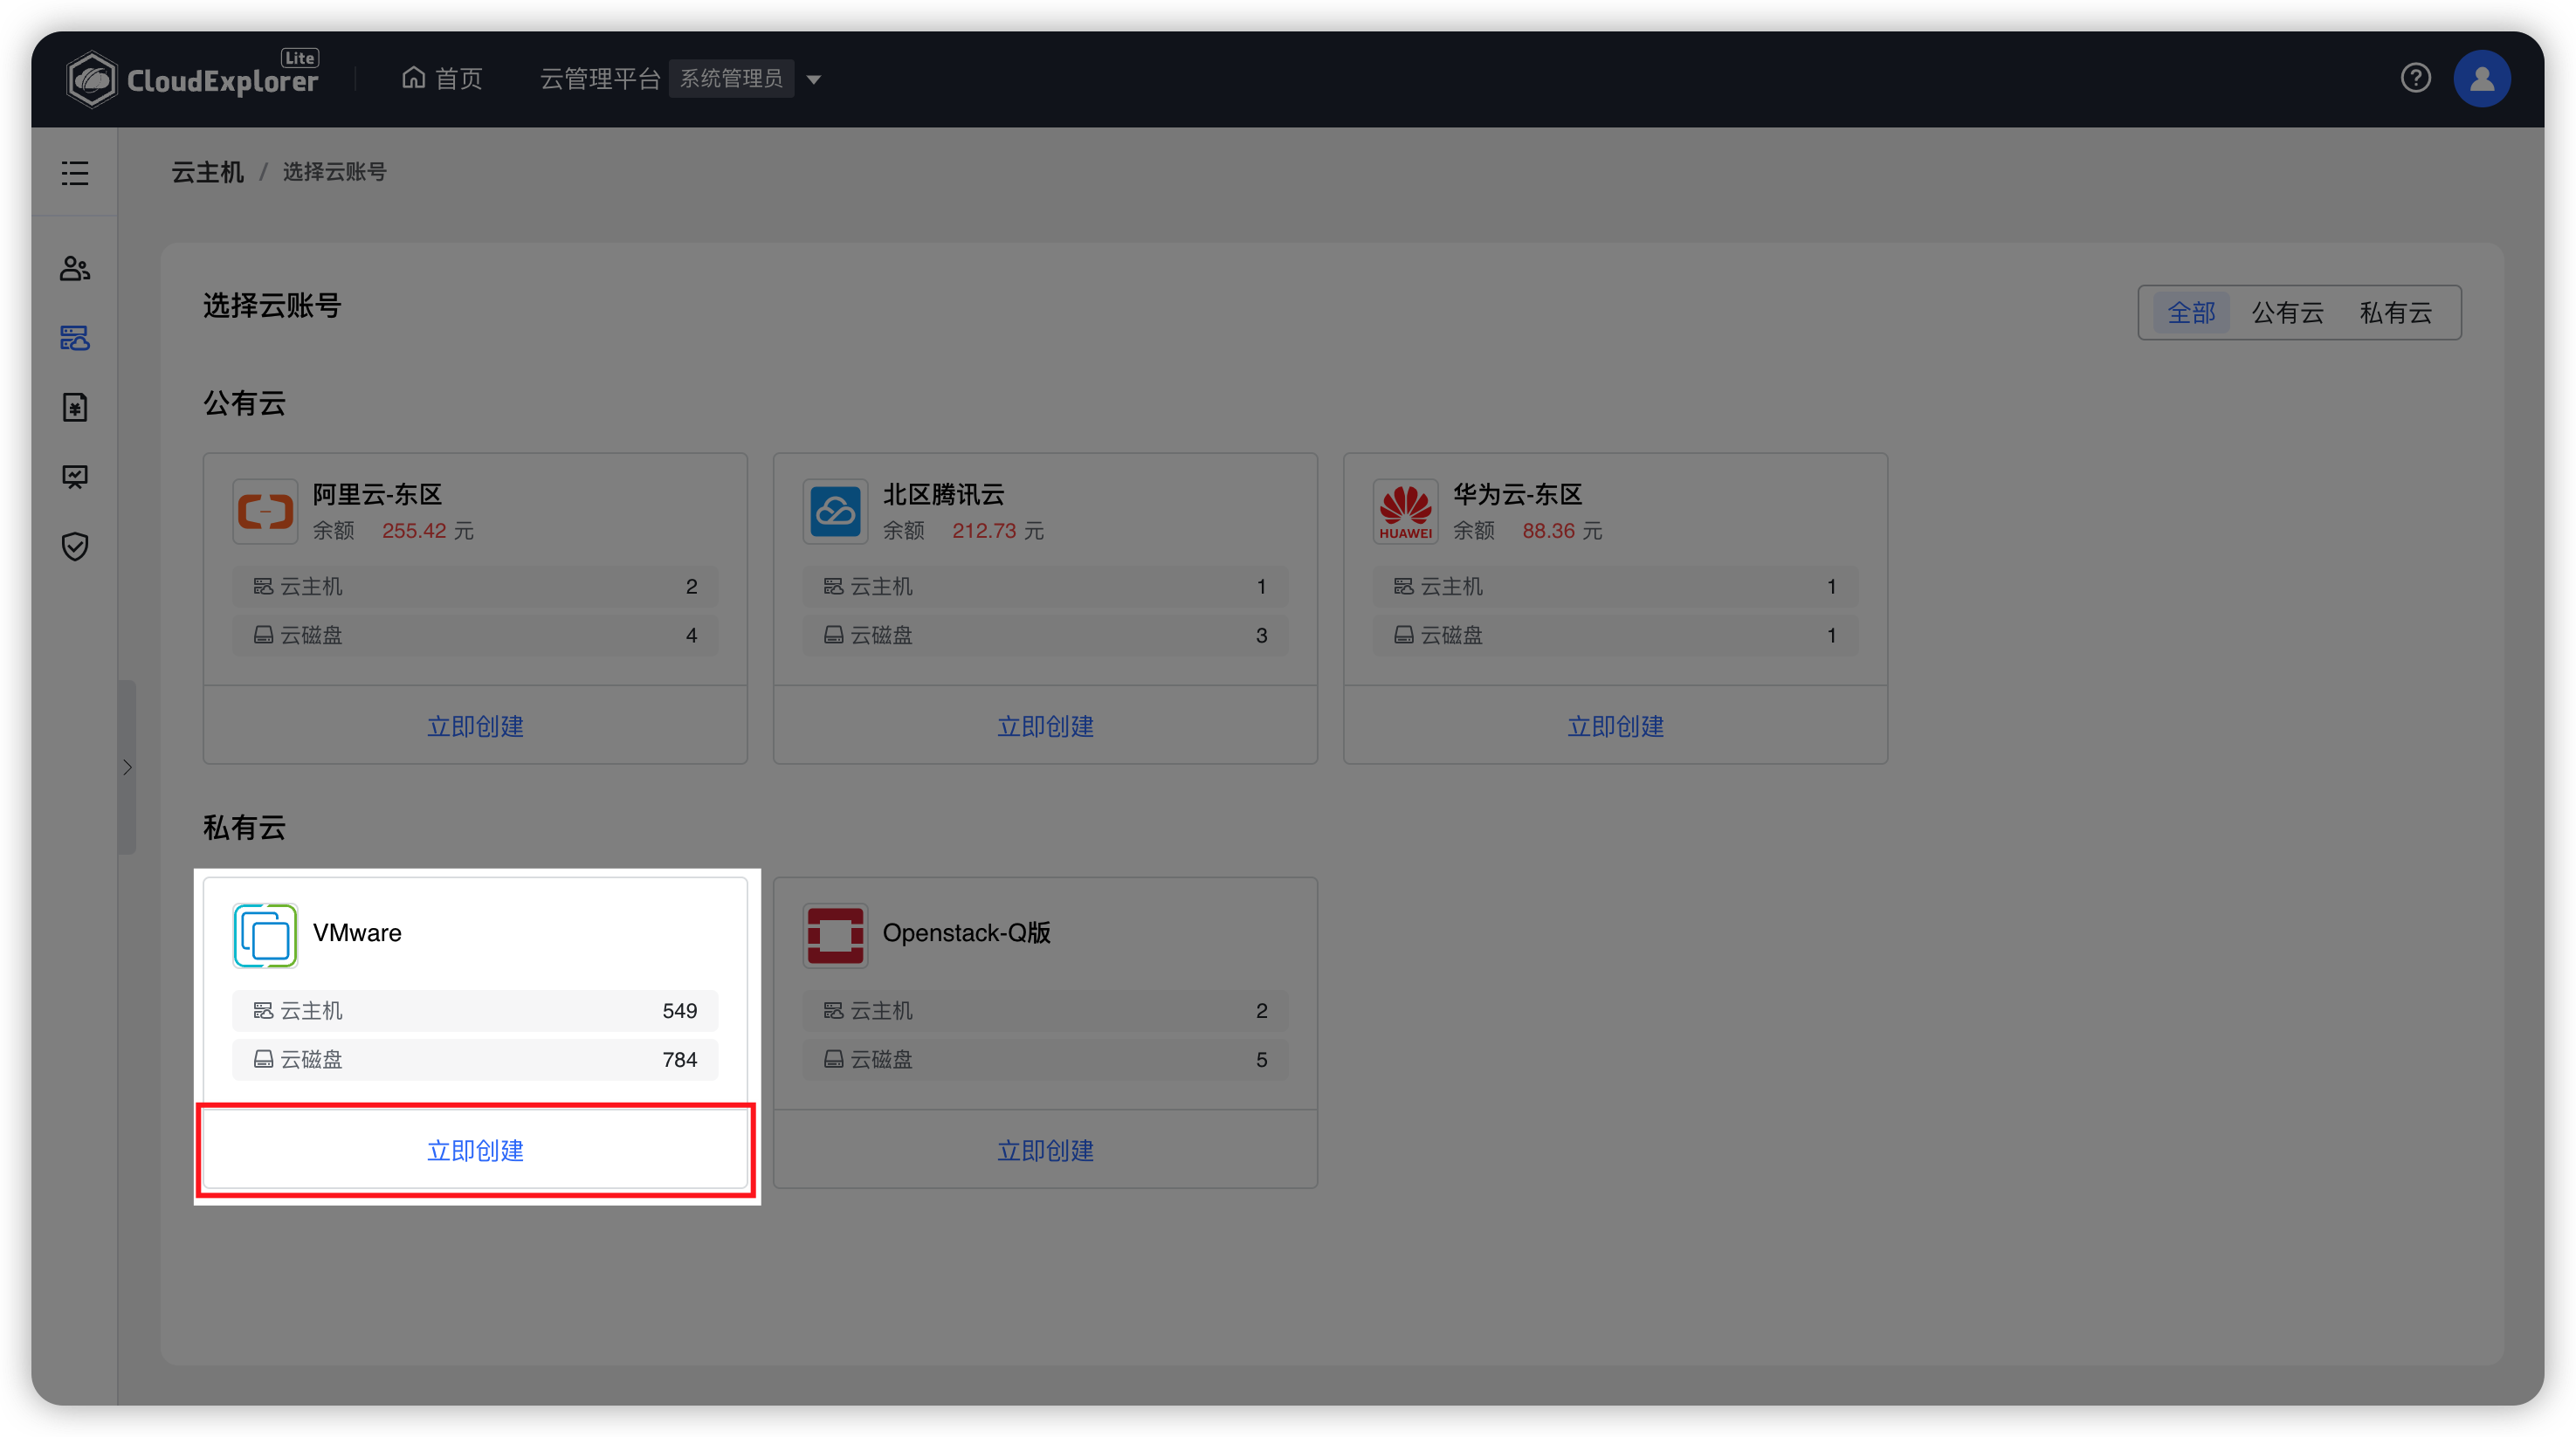 CloudExplorer Lite
首页 云管理平台 系统管理员
云主机 / 选择云账号
选择云账号
全部 公有云 私有云
公有云
阿里云-东区
余额 255.42 元
云主机 2
云磁盘 4
立即创建
北区腾讯云
余额 212.73 元
云主机 1
云磁盘 3
立即创建
HUAWEI
华为云-东区
余额 88.36 元
云主机 1
云磁盘 1
立即创建
私有云
VMware
云主机 549
云磁盘 784
立即创建
Openstack-Q版
云主机 2
云磁盘 5
立即创建